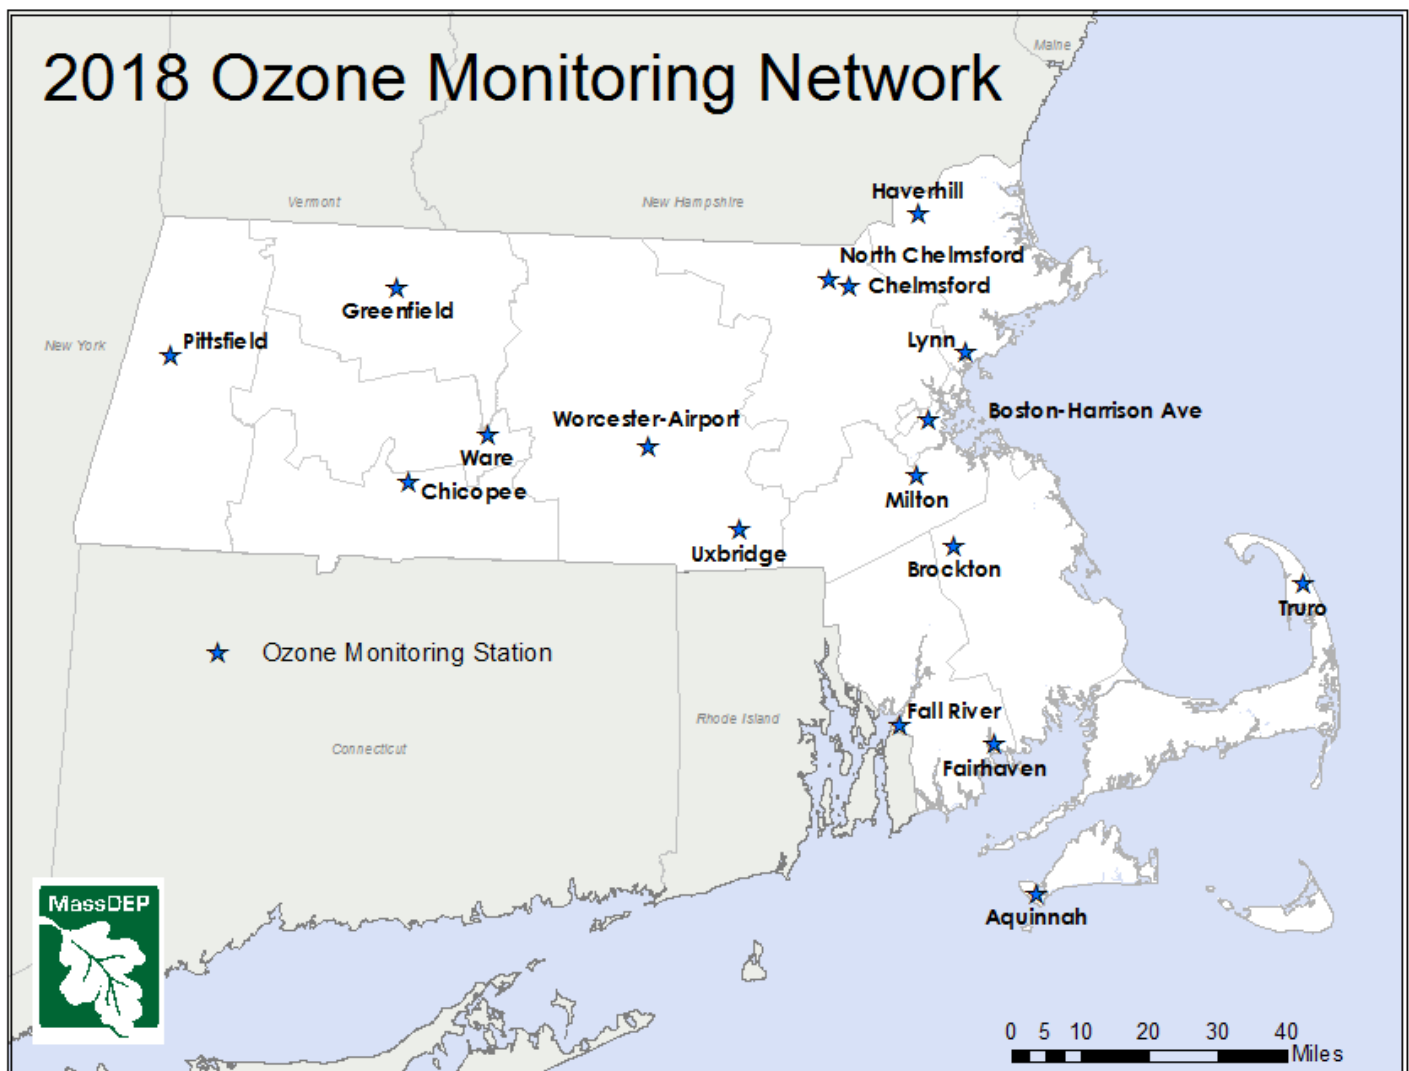 2018 Ozone Monitoring Network
Maine
Vermont
New Hampshire
Haverhill
North Chelmsford
Chelmsford
Greenfield
New York
Pittsfield
Lynn
Boston-Harrison Ave
Worcester-Airport
Ware
Chicopee
Milton
Uxbridge
Brockton
Truro
Ozone Monitoring Station
Rhode Island
Fall River
Connecticut
Fairhaven
MassDEP
Aquinnah
0 5 10 20 30 40
Miles